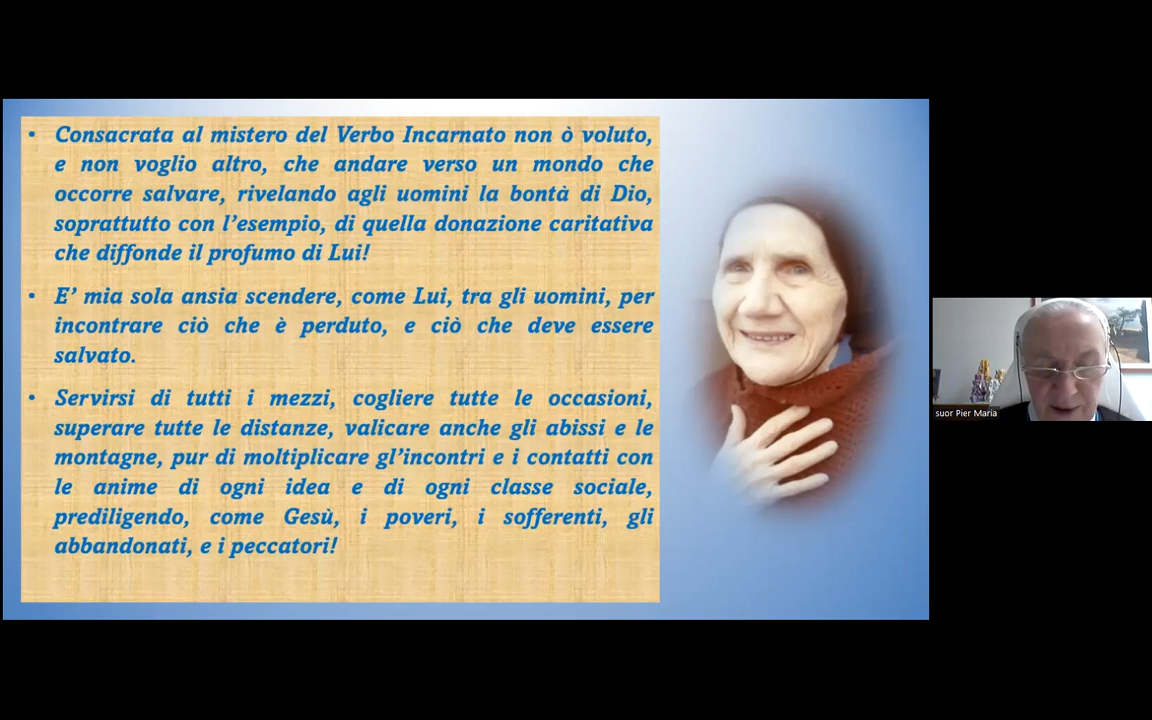 • Consacrata al mistero del Verbo Incarnato non ò voluto,
e non voglio altro, che andare verso un mondo che
occorre salvare, rivelando agli uomini la bontà di Dio,
soprattutto con l’esempio, di quella donazione caritativa
che diffonde il profumo di Lui!
• E’ mia sola ansia scendere, come Lui, tra gli uomini, per
incontrare ciò che è perduto, e ciò che deve essere
salvato.
• Servirsi di tutti i mezzi, cogliere tutte le occasioni,
superare tutte le distanze, valicare anche gli abissi e le
montagne, pur di moltiplicare gl’incontri e i contatti con
le anime di ogni idea e di ogni classe sociale,
prediligendo, come Gesù, i poveri, i sofferenti, gli
abbandonati, e i peccatori!
suor Pier Maria